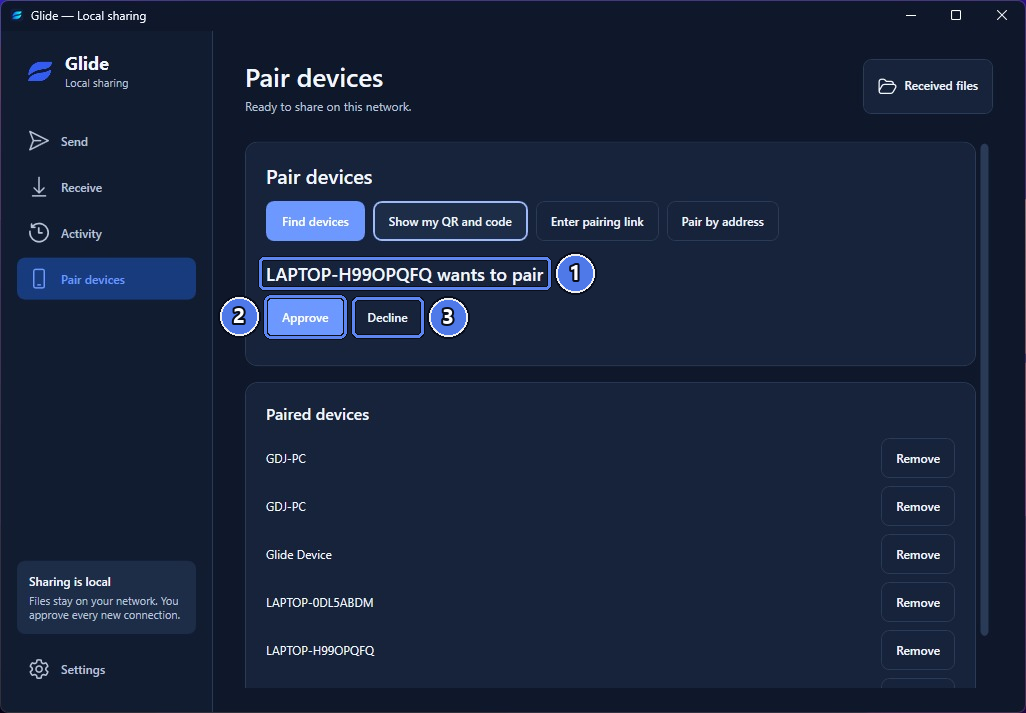 Glide — Local sharing
Glide
Local sharing
Send
Receive
Activity
Pair devices
Sharing is local
Files stay on your network. You
approve every new connection.
Settings
Pair devices
Ready to share on this network.
Received files
Pair devices
Find devices
Show my QR and code
Enter pairing link
Pair by address
LAPTOP-H99OPQFQ wants to pair
1
2
Approve
Decline
3
Paired devices
GDJ-PC
Remove
GDJ-PC
Remove
Glide Device
Remove
LAPTOP-0DL5ABDM
Remove
LAPTOP-H99OPQFQ
Remove